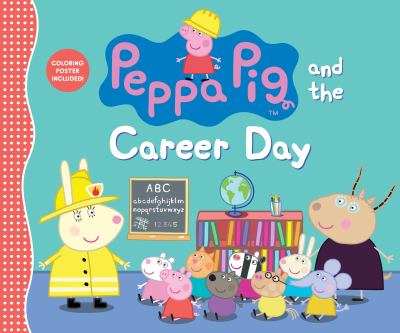 COLORING
POSTER
INCLUDED!
Peppa Pig and
the
TM
Career Day
ABC
abcdefghijklm
nopqrstuvwxyz
12345